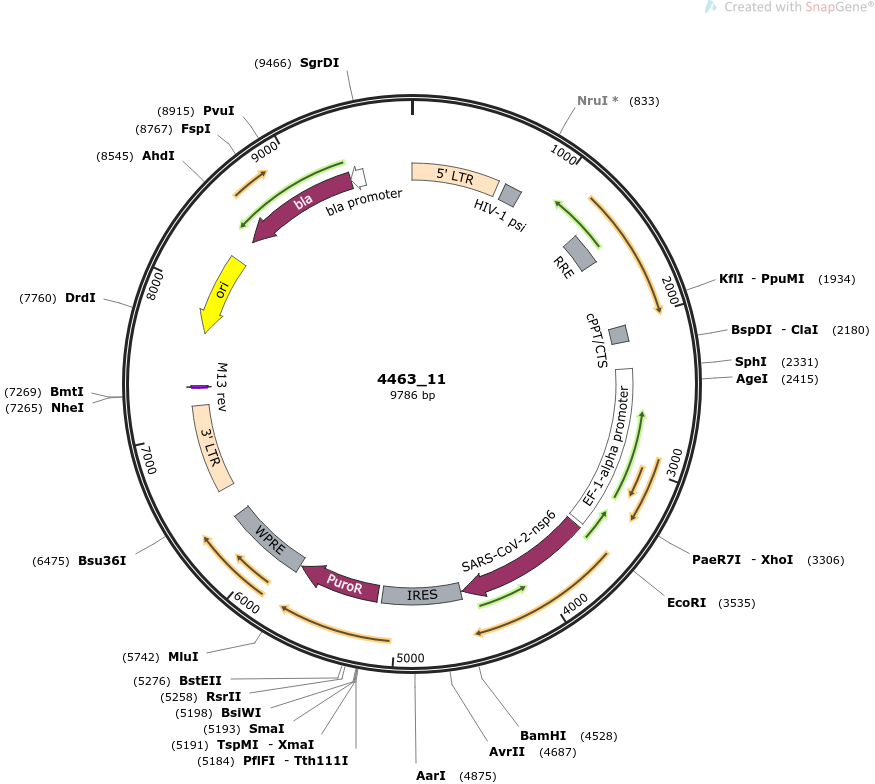 Created with SnapGene®
(9466) SgrDI
(8915) PvuI
(8767) FspI
(8545) AhdI
NruI * (833)
9000
1000
5' LTR
HIV-1 psi
bla
bla promoter
RRE
ori
8000
2000
KflI - PpuMI (1934)
(7760) DrdI
BspDI - ClaI (2180)
cPPT/CTS
SphI (2331)
AgeI (2415)
4463_11
9786 bp
M13 rev
(7269) BmtI
(7265) NheI
EF-1-alpha promoter
3' LTR
7000
3000
SARS-CoV-2-nsp6
WPRE
PuroR
IRES
(6475) Bsu36I
PaeR7I - XhoI (3306)
EcoRI (3535)
6000
4000
5000
(5742) MluI
(5276) BstEII
(5258) RsrII
(5198) BsiWI
(5193) SmaI
(5191) TspMI - XmaI
(5184) PflFI - Tth111I
BamHI (4528)
AvrII (4687)
AarI (4875)